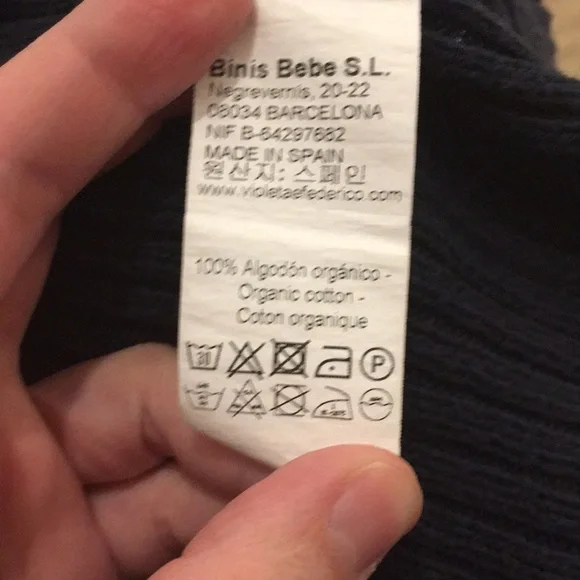 Binis Bebe S.L.
Negrevernis, 20-22
08034 BARCELONA
NIF B-64297682
MADE IN SPAIN
원산지: 스페인
www.violetaefederico.com
100% Algodón orgánico -
Organic cotton -
Coton organique
30 P